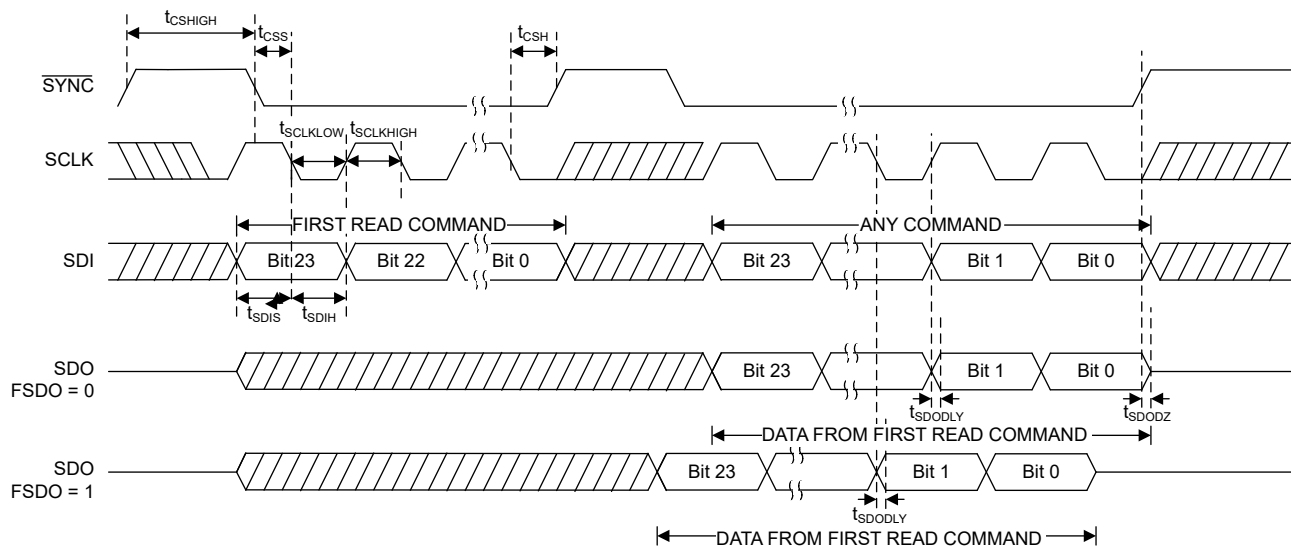 tCSHIGH
tCSS
tCSH
SYNC
tSCLKLOW
tSCLKHIGH
SCLK
FIRST READ COMMAND
ANY COMMAND
SDI
Bit 23
Bit 22
Bit 0
Bit 23
Bit 1
Bit 0
tSDIS
tSDIH
SDO
FSDO = 0
Bit 23
Bit 1
Bit 0
tSDODLY
tSDODZ
DATA FROM FIRST READ COMMAND
SDO
FSDO = 1
Bit 23
Bit 1
Bit 0
tSDODLY
DATA FROM FIRST READ COMMAND